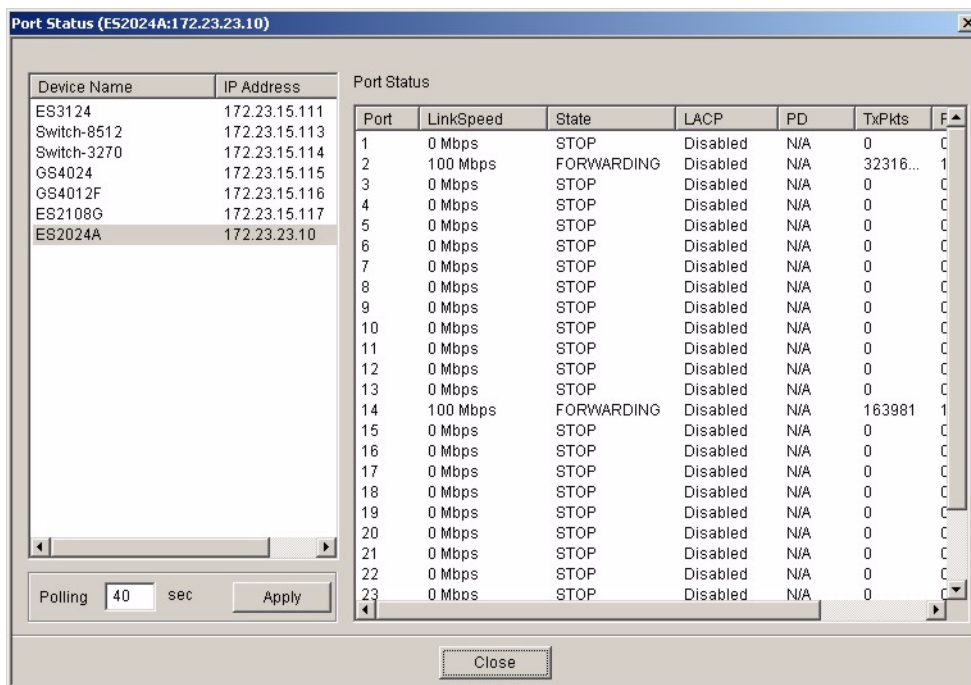 Port Status (ES2024A:172.23.23.10)
Device Name IP Address
ES3124 172.23.15.111
Switch-8512 172.23.15.113
Switch-3270 172.23.15.114
GS4024 172.23.15.115
GS4012F 172.23.15.116
ES2108G 172.23.15.117
ES2024A 172.23.23.10
Polling 40 sec Apply
Port Status
Port LinkSpeed State LACP PD TxPkts
1 0 Mbps STOP Disabled N/A 0
2 100 Mbps FORWARDING Disabled N/A 32316... 1
3 0 Mbps STOP Disabled N/A 0
4 0 Mbps STOP Disabled N/A 0
5 0 Mbps STOP Disabled N/A 0
6 0 Mbps STOP Disabled N/A 0
7 0 Mbps STOP Disabled N/A 0
8 0 Mbps STOP Disabled N/A 0
9 0 Mbps STOP Disabled N/A 0
10 0 Mbps STOP Disabled N/A 0
11 0 Mbps STOP Disabled N/A 0
12 0 Mbps STOP Disabled N/A 0
13 0 Mbps STOP Disabled N/A 0
14 100 Mbps FORWARDING Disabled N/A 163981 1
15 0 Mbps STOP Disabled N/A 0
16 0 Mbps STOP Disabled N/A 0
17 0 Mbps STOP Disabled N/A 0
18 0 Mbps STOP Disabled N/A 0
19 0 Mbps STOP Disabled N/A 0
20 0 Mbps STOP Disabled N/A 0
21 0 Mbps STOP Disabled N/A 0
22 0 Mbps STOP Disabled N/A 0
23 0 Mbps STOP Disabled N/A 0
Close